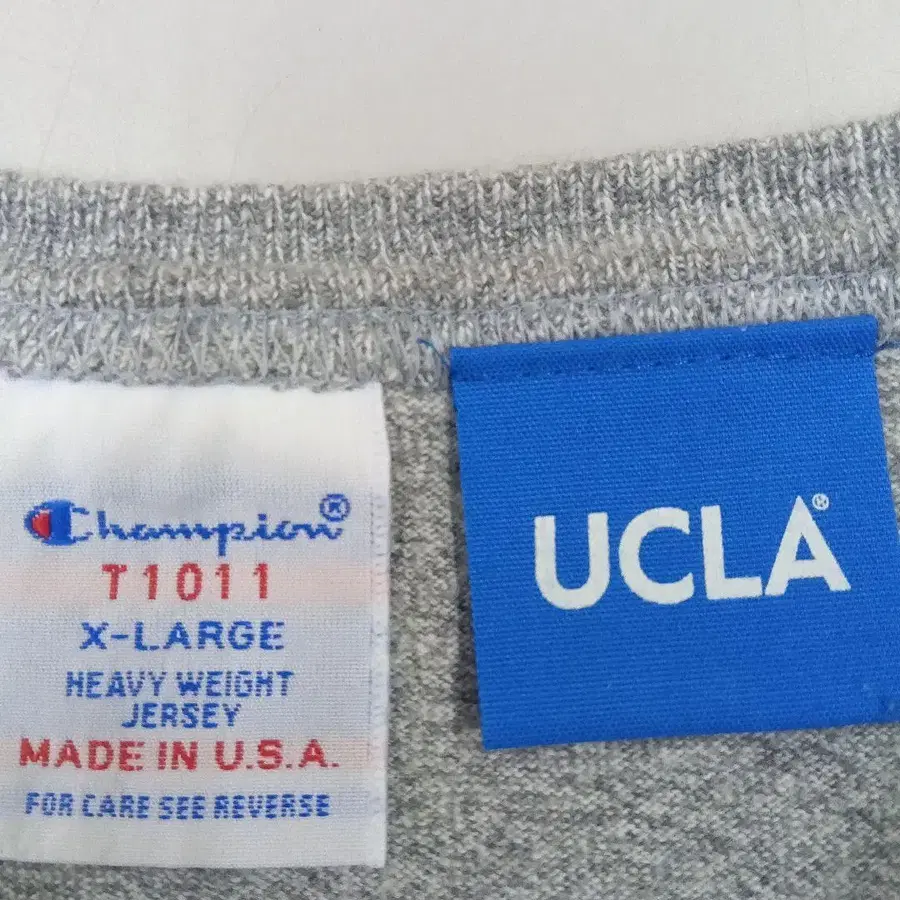 Champion®
T1011
X-LARGE
HEAVY WEIGHT
JERSEY
MADE IN U.S.A.
FOR CARE SEE REVERSE
UCLA®